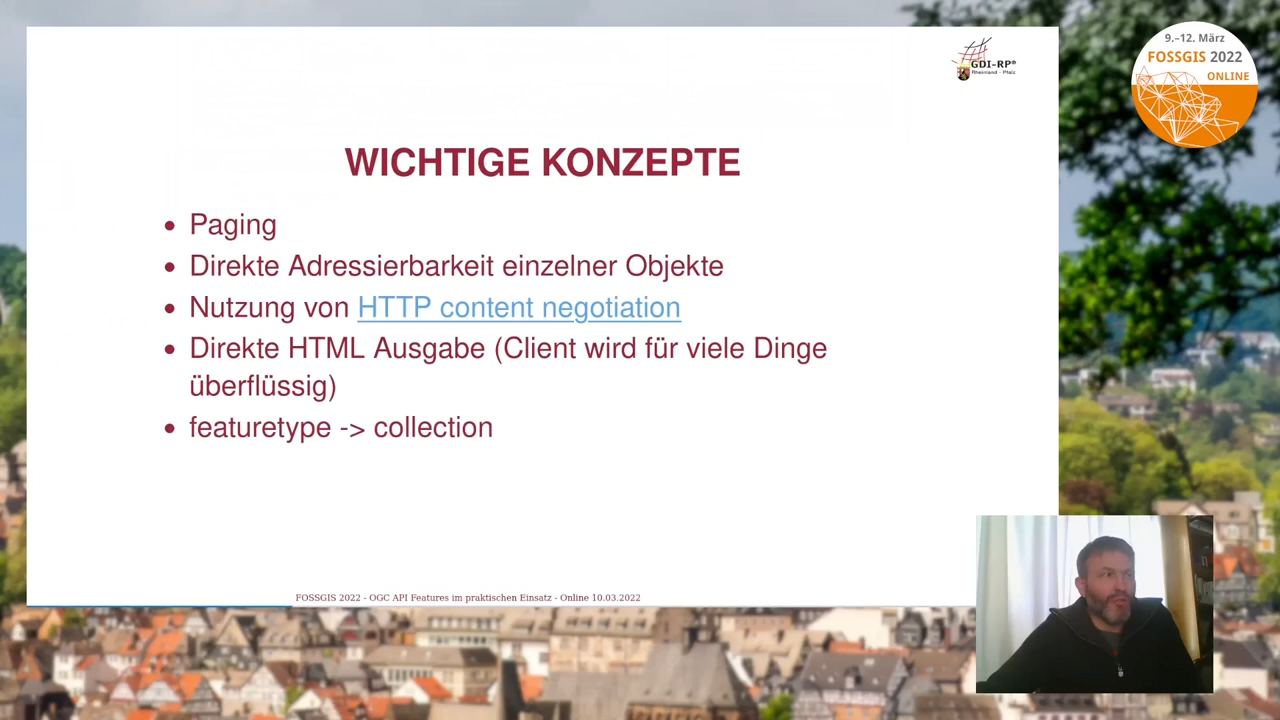 9.–12. März
FOSSGIS 2022
ONLINE
GDI-RP®
Rheinland - Pfalz
WICHTIGE KONZEPTE
• Paging
• Direkte Adressierbarkeit einzelner Objekte
• Nutzung von HTTP content negotiation
• Direkte HTML Ausgabe (Client wird für viele Dinge
überflüssig)
• featuretype -> collection
FOSSGIS 2022 - OGC API Features im praktischen Einsatz - Online 10.03.2022